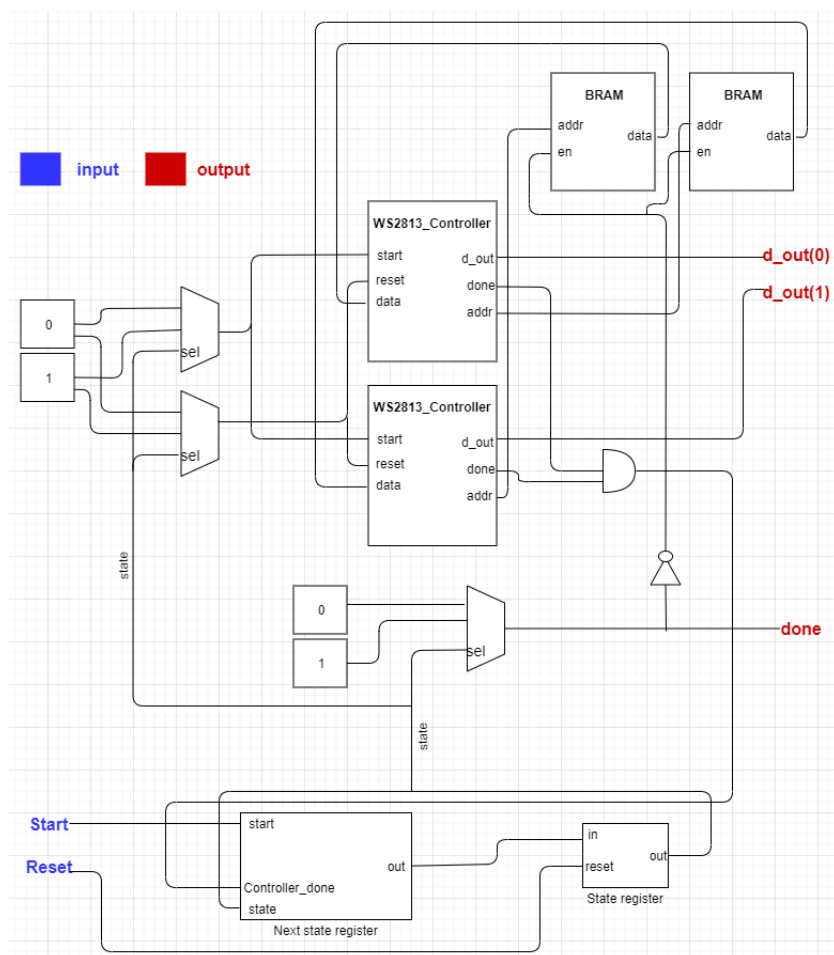 BRAM
addr
data
en
BRAM
addr
data
en
input
output
WS2813_Controller
start
d_out
reset
done
data
addr
d_out(0)
d_out(1)
0
1
sel
sel
WS2813_Controller
start
d_out
reset
done
data
addr
state
0
1
sel
done
state
Start
Reset
start
out
Controller_done
state
Next state register
in
reset
out
State register